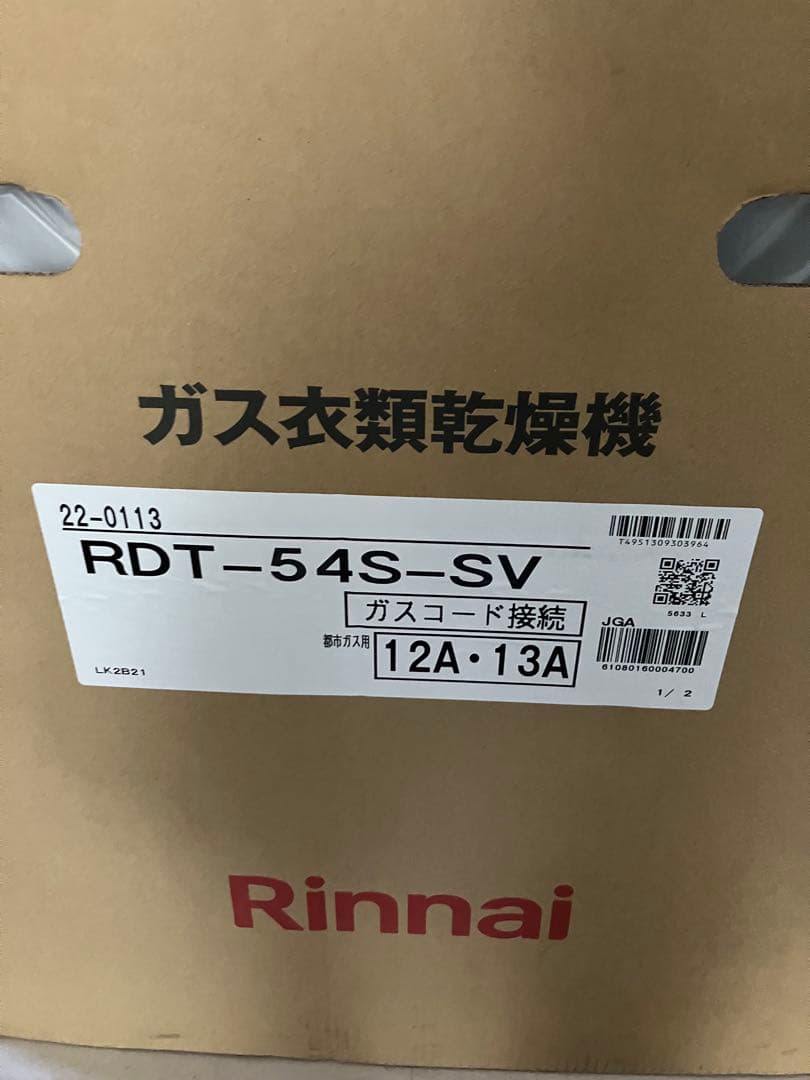 ガス衣類乾燥機
22-0113
RDT-54S-SV
ガスコード接続
都市ガス用
12A・13A
LK2B21
T4951309303964
5633 L
JGA
61080160004700
1/ 2
Rinnai